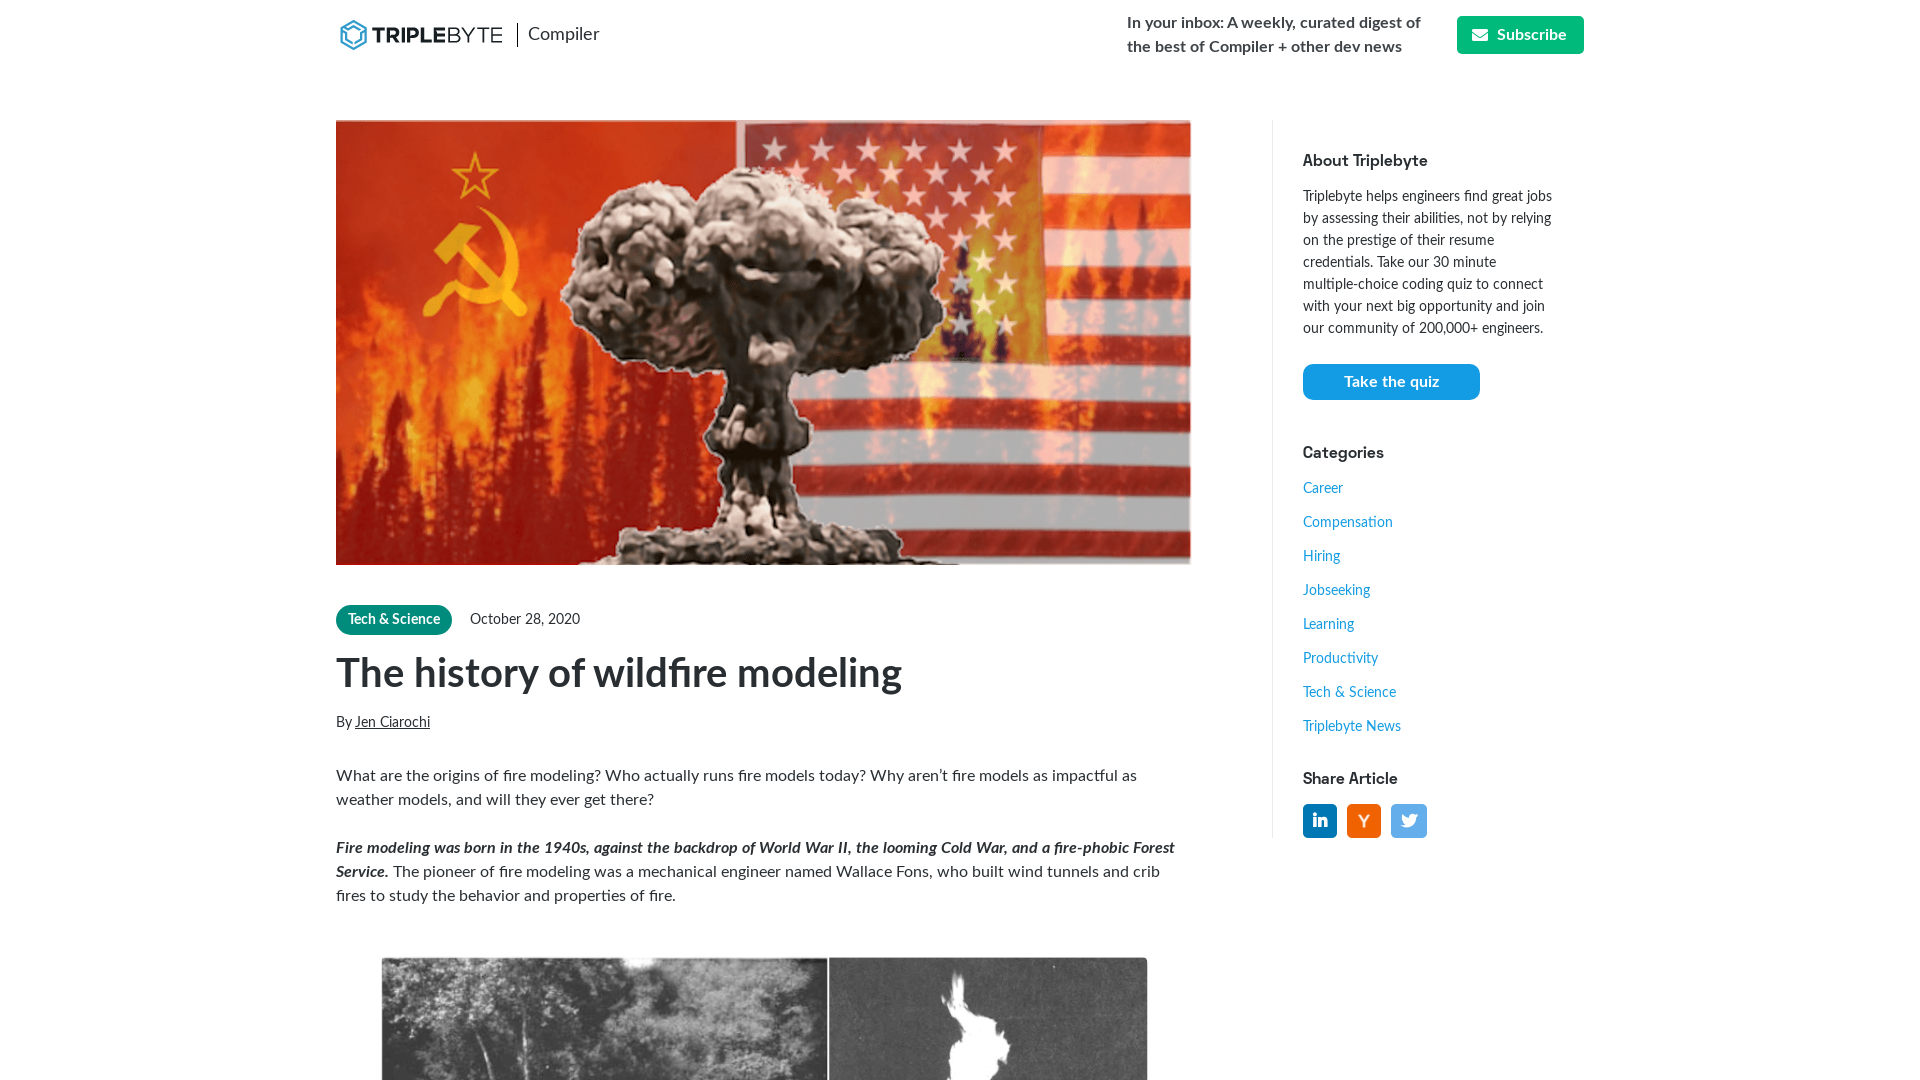 TRIPLEBYTE | Compiler
In your inbox: A weekly, curated digest of
the best of Compiler + other dev news
Subscribe
Tech & Science
October 28, 2020
The history of wildfire modeling
By Jen Ciarochi
What are the origins of fire modeling? Who actually runs fire models today? Why aren’t fire models as impactful as
weather models, and will they ever get there?
Fire modeling was born in the 1940s, against the backdrop of World War II, the looming Cold War, and a fire-phobic Forest
Service. The pioneer of fire modeling was a mechanical engineer named Wallace Fons, who built wind tunnels and crib
fires to study the behavior and properties of fire.
About Triplebyte
Triplebyte helps engineers find great jobs
by assessing their abilities, not by relying
on the prestige of their resume
credentials. Take our 30 minute
multiple-choice coding quiz to connect
with your next big opportunity and join
our community of 200,000+ engineers.
Take the quiz
Categories
Career
Compensation
Hiring
Jobseeking
Learning
Productivity
Tech & Science
Triplebyte News
Share Article